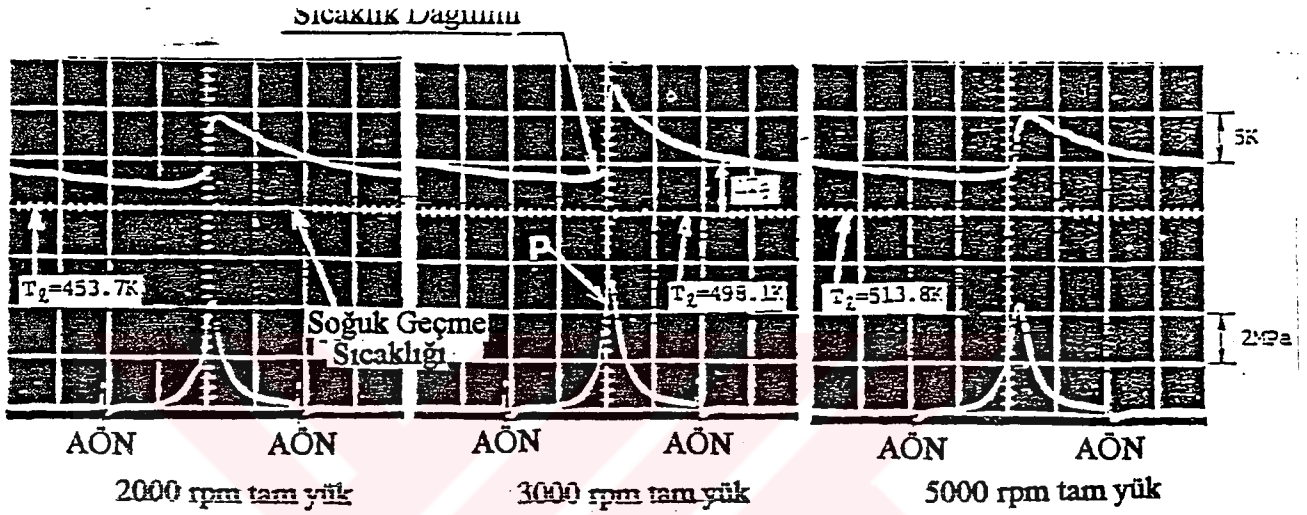 Sıcaklık Dağılımı
5K
P
T2=453.7K
T2=498.1K
T2=513.8K
Soğuk Geçme
Sıcaklığı
2MPa
AÖN AÖN AÖN AÖN AÖN AÖN
2000 rpm tam yük 3000 rpm tam yük 5000 rpm tam yük